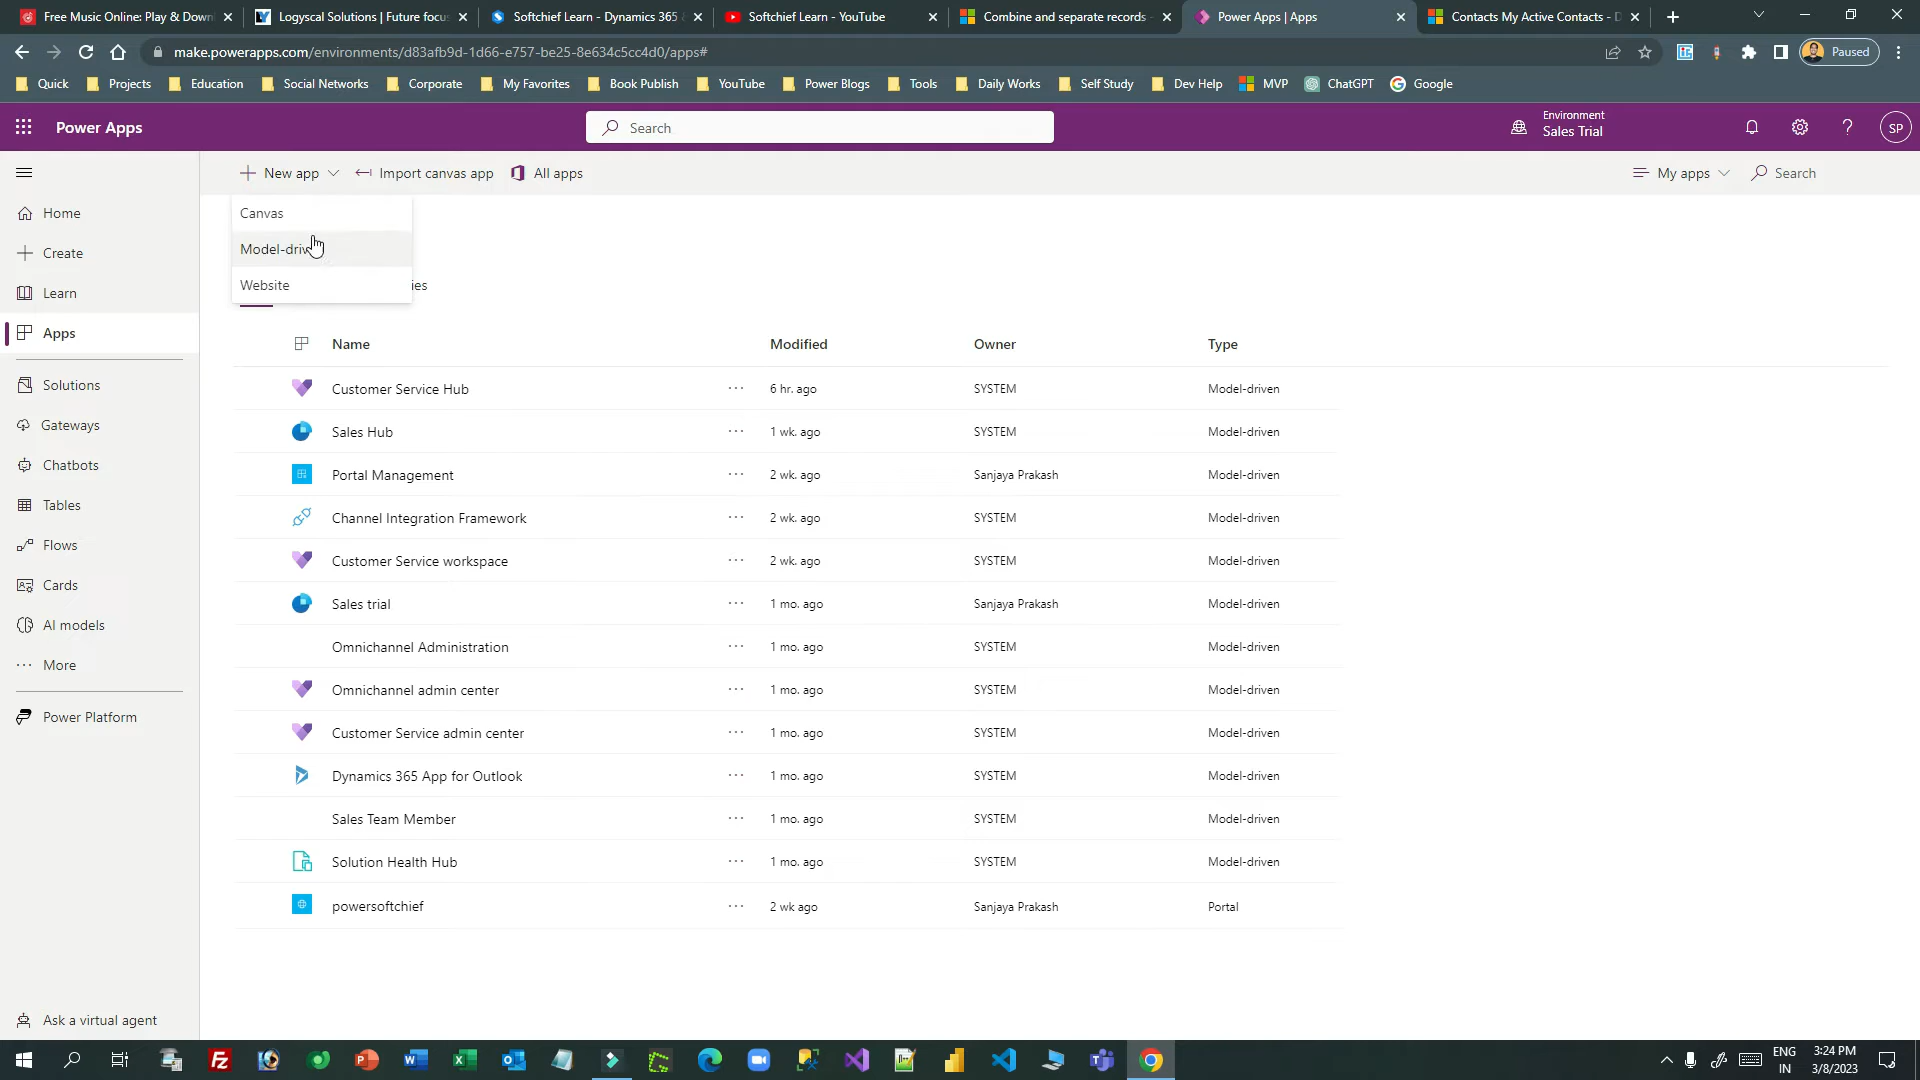 Free Music Online: Play & Down
Logyscal Solutions | Future focus
Softchief Learn - Dynamics 365
Softchief Learn - YouTube
Combine and separate records -
Power Apps | Apps
Contacts My Active Contacts - D
make.powerapps.com/environments/d83afb9d-1d66-e757-be25-8e634c5cc4d0/apps#
Paused
Quick
Projects
Education
Social Networks
Corporate
My Favorites
Book Publish
YouTube
Power Blogs
Tools
Daily Works
Self Study
Dev Help
MVP
ChatGPT
Google
Power Apps
Search
Environment
Sales Trial
SP
New app
Import canvas app
All apps
My apps
Search
Canvas
Model-driv
Website
ies
Home
Create
Learn
Apps
Solutions
Gateways
Chatbots
Tables
Flows
Cards
AI models
More
Power Platform
Ask a virtual agent
Name Modified Owner Type
Customer Service Hub 6 hr. ago SYSTEM Model-driven
Sales Hub 1 wk. ago SYSTEM Model-driven
Portal Management 2 wk. ago Sanjaya Prakash Model-driven
Channel Integration Framework 2 wk. ago SYSTEM Model-driven
Customer Service workspace 2 wk. ago SYSTEM Model-driven
Sales trial 1 mo. ago Sanjaya Prakash Model-driven
Omnichannel Administration 1 mo. ago SYSTEM Model-driven
Omnichannel admin center 1 mo. ago SYSTEM Model-driven
Customer Service admin center 1 mo. ago SYSTEM Model-driven
Dynamics 365 App for Outlook 1 mo. ago SYSTEM Model-driven
Sales Team Member 1 mo. ago SYSTEM Model-driven
Solution Health Hub 1 mo. ago SYSTEM Model-driven
powersoftchief 2 wk ago Sanjaya Prakash Portal
ENG
IN
3:24 PM
3/8/2023